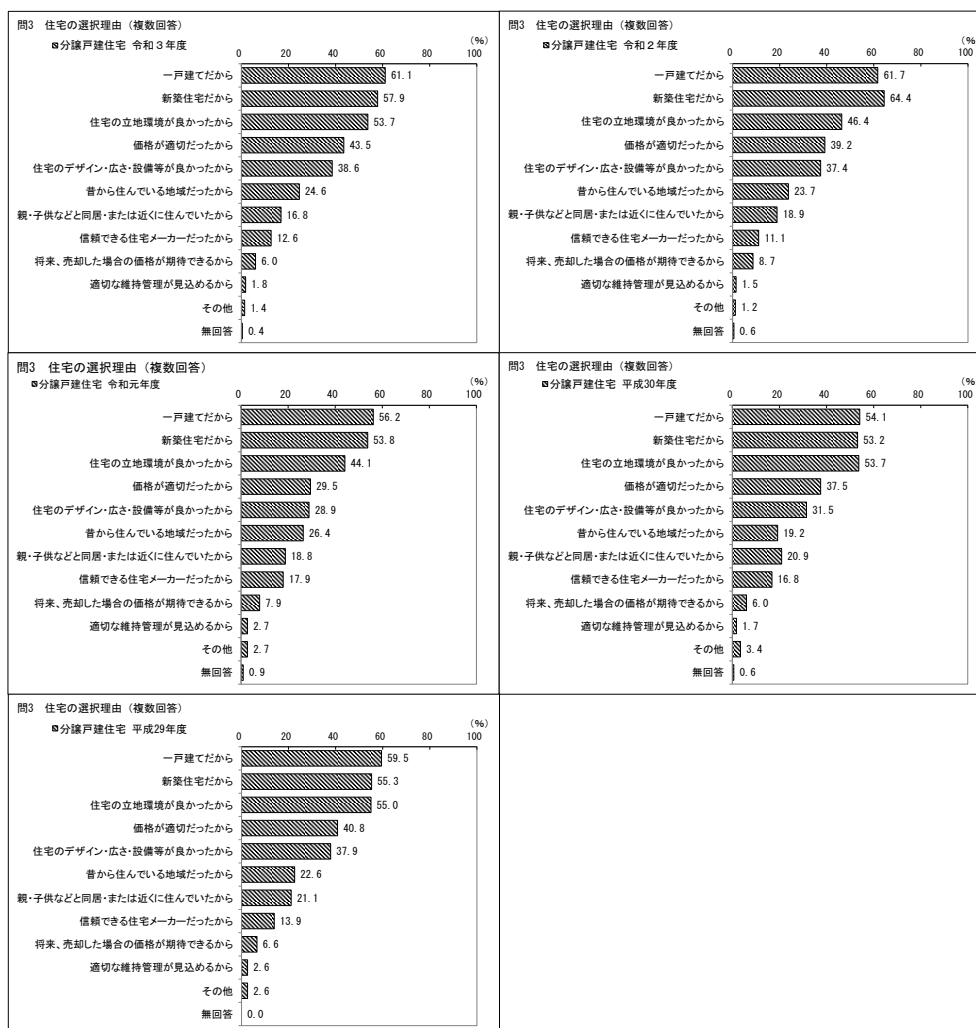 問3　住宅の選択理由（複数回答）
分譲戸建住宅 令和３年度
(%)
0 20 40 60 80 100
一戸建てだから 61.1
新築住宅だから 57.9
住宅の立地環境が良かったから 53.7
価格が適切だったから 43.5
住宅のデザイン・広さ・設備等が良かったから 38.6
昔から住んでいる地域だったから 24.6
親・子供などと同居・または近くに住んでいたから 16.8
信頼できる住宅メーカーだったから 12.6
将来、売却した場合の価格が期待できるから 6.0
適切な維持管理が見込めるから 1.8
その他 1.4
無回答 0.4
問3　住宅の選択理由（複数回答）
分譲戸建住宅 令和２年度
(%)
0 20 40 60 80 100
一戸建てだから 61.7
新築住宅だから 64.4
住宅の立地環境が良かったから 46.4
価格が適切だったから 39.2
住宅のデザイン・広さ・設備等が良かったから 37.4
昔から住んでいる地域だったから 23.7
親・子供などと同居・または近くに住んでいたから 18.9
信頼できる住宅メーカーだったから 11.1
将来、売却した場合の価格が期待できるから 8.7
適切な維持管理が見込めるから 1.5
その他 1.2
無回答 0.6
問3　住宅の選択理由（複数回答）
分譲戸建住宅 令和元年度
(%)
0 20 40 60 80 100
一戸建てだから 56.2
新築住宅だから 53.8
住宅の立地環境が良かったから 44.1
価格が適切だったから 29.5
住宅のデザイン・広さ・設備等が良かったから 28.9
昔から住んでいる地域だったから 26.4
親・子供などと同居・または近くに住んでいたから 18.8
信頼できる住宅メーカーだったから 17.9
将来、売却した場合の価格が期待できるから 7.9
適切な維持管理が見込めるから 2.7
その他 2.7
無回答 0.9
問3　住宅の選択理由（複数回答）
分譲戸建住宅 平成30年度
(%)
0 20 40 60 80 100
一戸建てだから 54.1
新築住宅だから 53.2
住宅の立地環境が良かったから 53.7
価格が適切だったから 37.5
住宅のデザイン・広さ・設備等が良かったから 31.5
昔から住んでいる地域だったから 19.2
親・子供などと同居・または近くに住んでいたから 20.9
信頼できる住宅メーカーだったから 16.8
将来、売却した場合の価格が期待できるから 6.0
適切な維持管理が見込めるから 1.7
その他 3.4
無回答 0.6
問3　住宅の選択理由（複数回答）
分譲戸建住宅 平成29年度
(%)
0 20 40 60 80 100
一戸建てだから 59.5
新築住宅だから 55.3
住宅の立地環境が良かったから 55.0
価格が適切だったから 40.8
住宅のデザイン・広さ・設備等が良かったから 37.9
昔から住んでいる地域だったから 22.6
親・子供などと同居・または近くに住んでいたから 21.1
信頼できる住宅メーカーだったから 13.9
将来、売却した場合の価格が期待できるから 6.6
適切な維持管理が見込めるから 2.6
その他 2.6
無回答 0.0